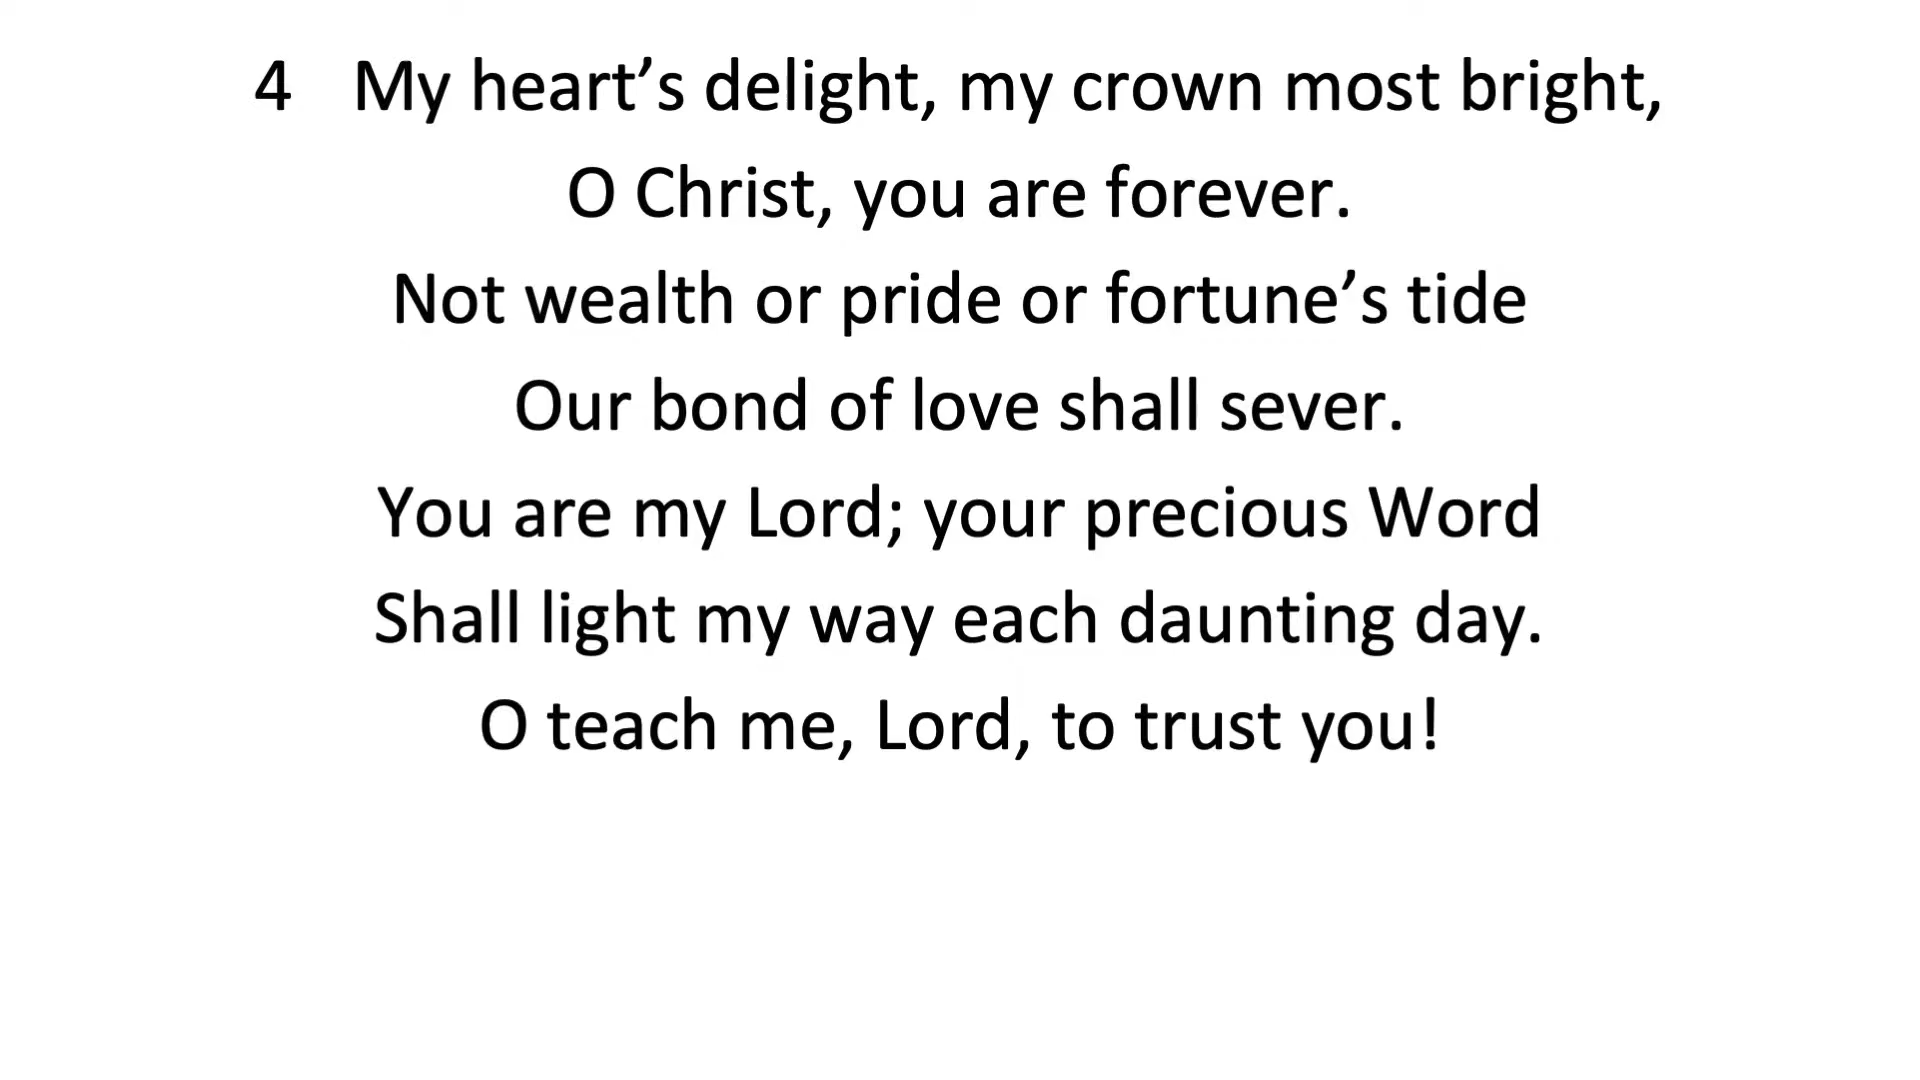 4 My heart’s delight, my crown most bright,
O Christ, you are forever.
Not wealth or pride or fortune’s tide
Our bond of love shall sever.
You are my Lord; your precious Word
Shall light my way each daunting day.
O teach me, Lord, to trust you!